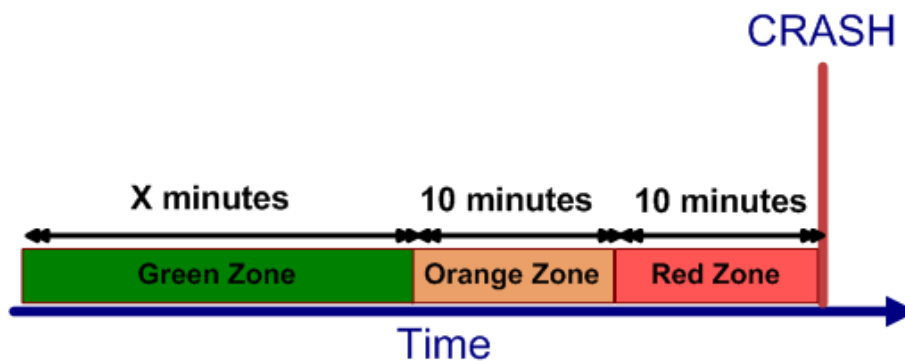 CRASH
X minutes
10 minutes
10 minutes
Green Zone
Orange Zone
Red Zone
Time